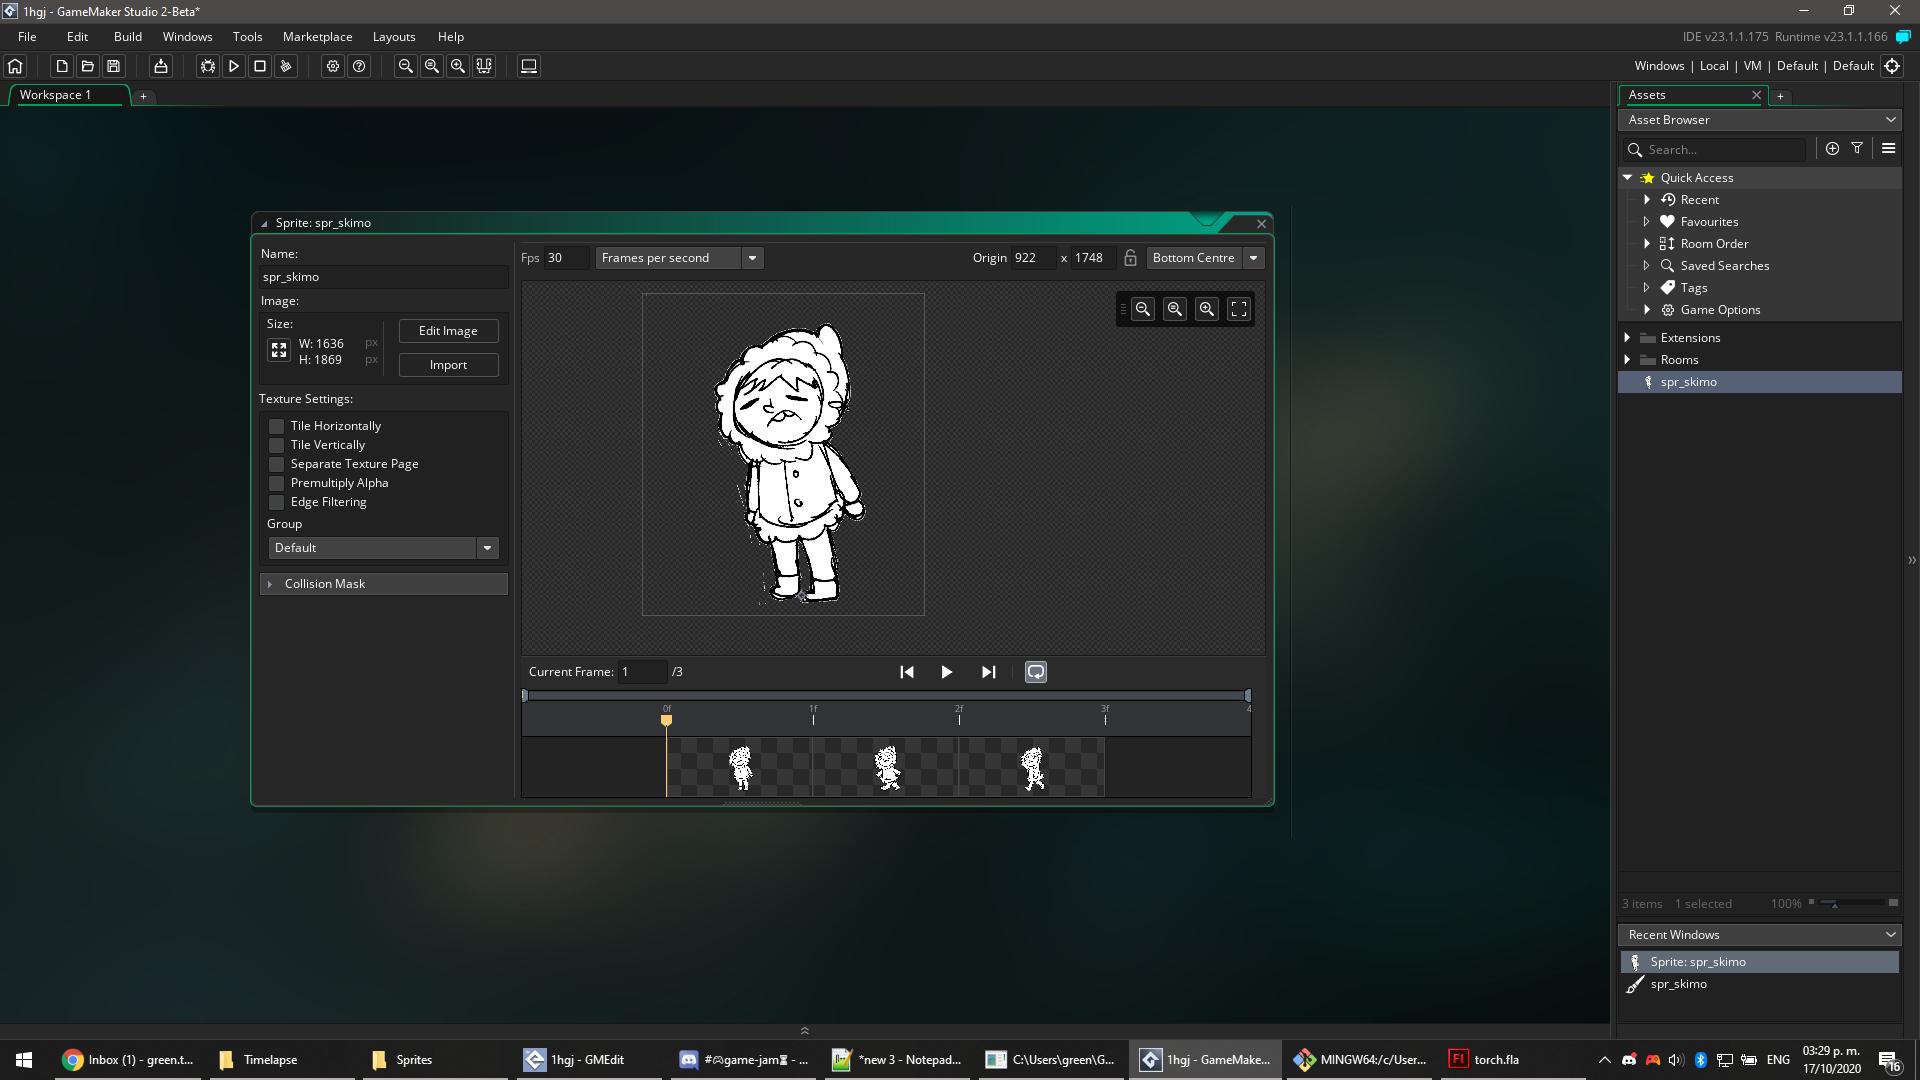 1hgj - GameMaker Studio 2-Beta*
File Edit Build Windows Tools Marketplace Layouts Help
IDE v23.1.1.175 Runtime v23.1.1.166
Windows | Local | VM | Default | Default
Workspace 1 +
Assets +
Asset Browser
Search...
Quick Access
Recent
Favourites
Room Order
Saved Searches
Tags
Game Options
Extensions
Rooms
spr_skimo
Sprite: spr_skimo
Name:
spr_skimo
Image:
Size:
W: 1636 px
H: 1869 px
Edit Image
Import
Texture Settings:
Tile Horizontally
Tile Vertically
Separate Texture Page
Premultiply Alpha
Edge Filtering
Group
Default
Collision Mask
Fps 30 Frames per second
Origin 922 x 1748 Bottom Centre
Current Frame: 1 /3
0f 1f 2f 3f 4
3 items 1 selected 100%
Recent Windows
Sprite: spr_skimo
spr_skimo
Inbox (1) - green.t...
Timelapse
Sprites
1hgj - GMEdit
#🎮game-jam⏳ - ...
*new 3 - Notepad...
C:\Users\green\G...
1hgj - GameMake...
MINGW64:/c/User...
Fl torch.fla
ENG
03:29 p. m.
17/10/2020
16